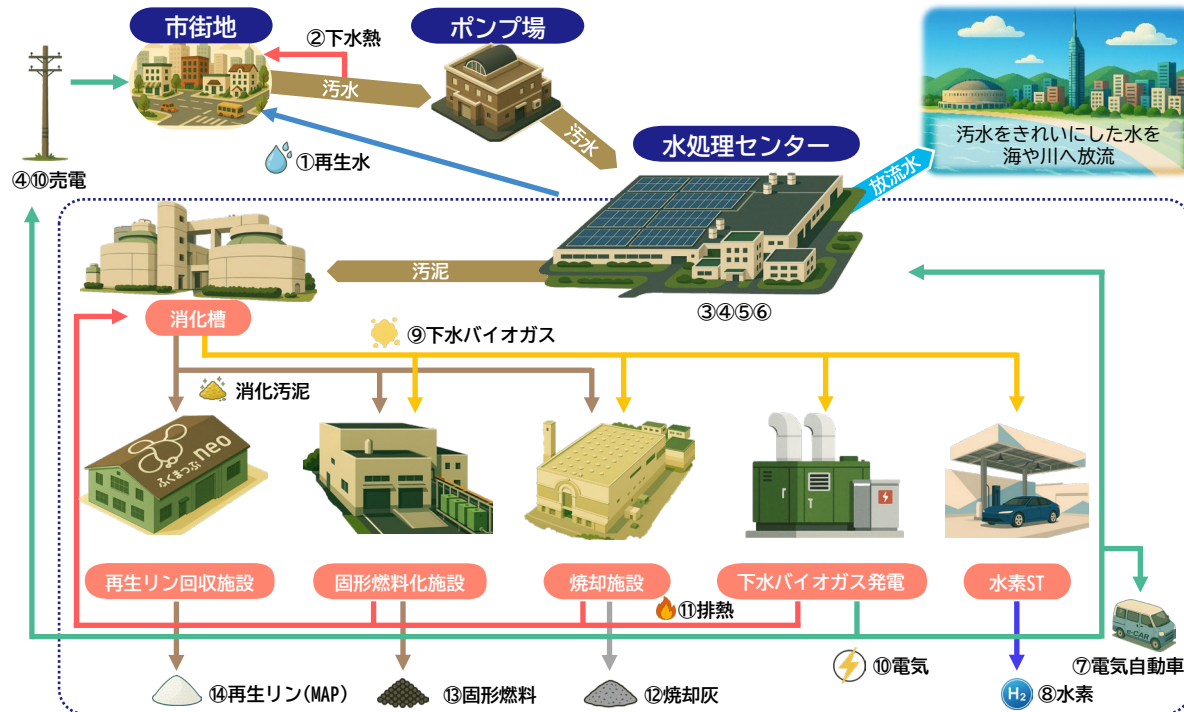 市街地
②下水熱
ポンプ場
汚水
汚水
①再生水
水処理センター
放流水
汚水をきれいにした水を
海や川へ放流
④⑩売電
汚泥
③④⑤⑥
消化槽
⑨下水バイオガス
消化汚泥
ふくまっぷneo
再生リン回収施設
固形燃料化施設
焼却施設
下水バイオガス発電
水素ST
⑪排熱
e-CAR
⑭再生リン(MAP)
⑬固形燃料
⑫焼却灰
⑩電気
H₂
⑧水素
⑦電気自動車